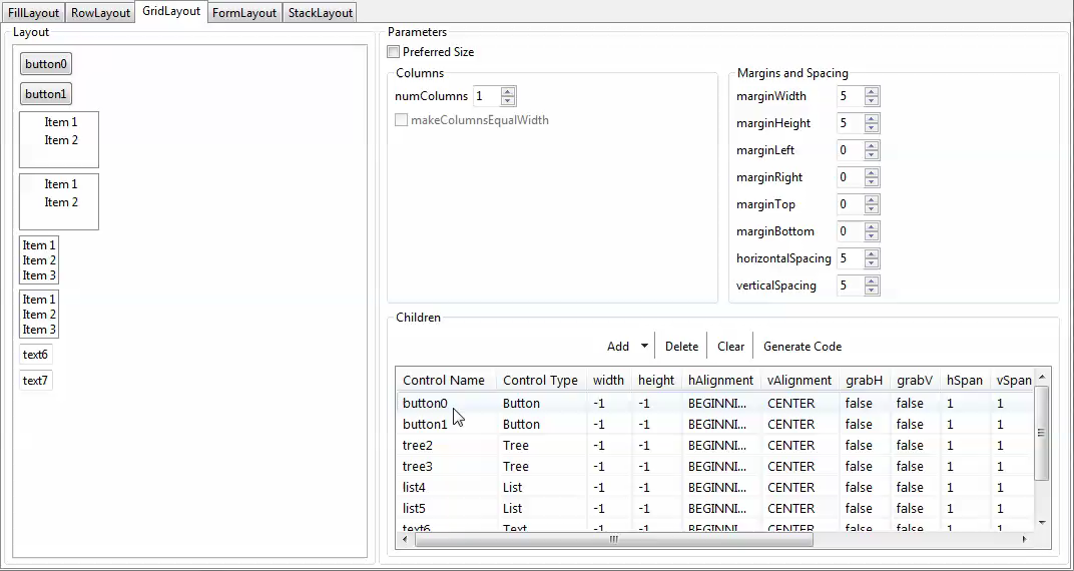 FillLayout RowLayout GridLayout FormLayout StackLayout
Layout
button0
button1
Item 1
Item 2
Item 1
Item 2
Item 1
Item 2
Item 3
Item 1
Item 2
Item 3
text6
text7
Parameters
Preferred Size
Columns
numColumns 1
makeColumnsEqualWidth
Margins and Spacing
marginWidth 5
marginHeight 5
marginLeft 0
marginRight 0
marginTop 0
marginBottom 0
horizontalSpacing 5
verticalSpacing 5
Children
Add Delete Clear Generate Code
Control Name Control Type width height hAlignment vAlignment grabH grabV hSpan vSpan
button0 Button -1 -1 BEGINNI... CENTER false false 1 1
button1 Button -1 -1 BEGINNI... CENTER false false 1 1
tree2 Tree -1 -1 BEGINNI... CENTER false false 1 1
tree3 Tree -1 -1 BEGINNI... CENTER false false 1 1
list4 List -1 -1 BEGINNI... CENTER false false 1 1
list5 List -1 -1 BEGINNI... CENTER false false 1 1
text6 Text -1 -1 BEGINNI... CENTER false false 1 1